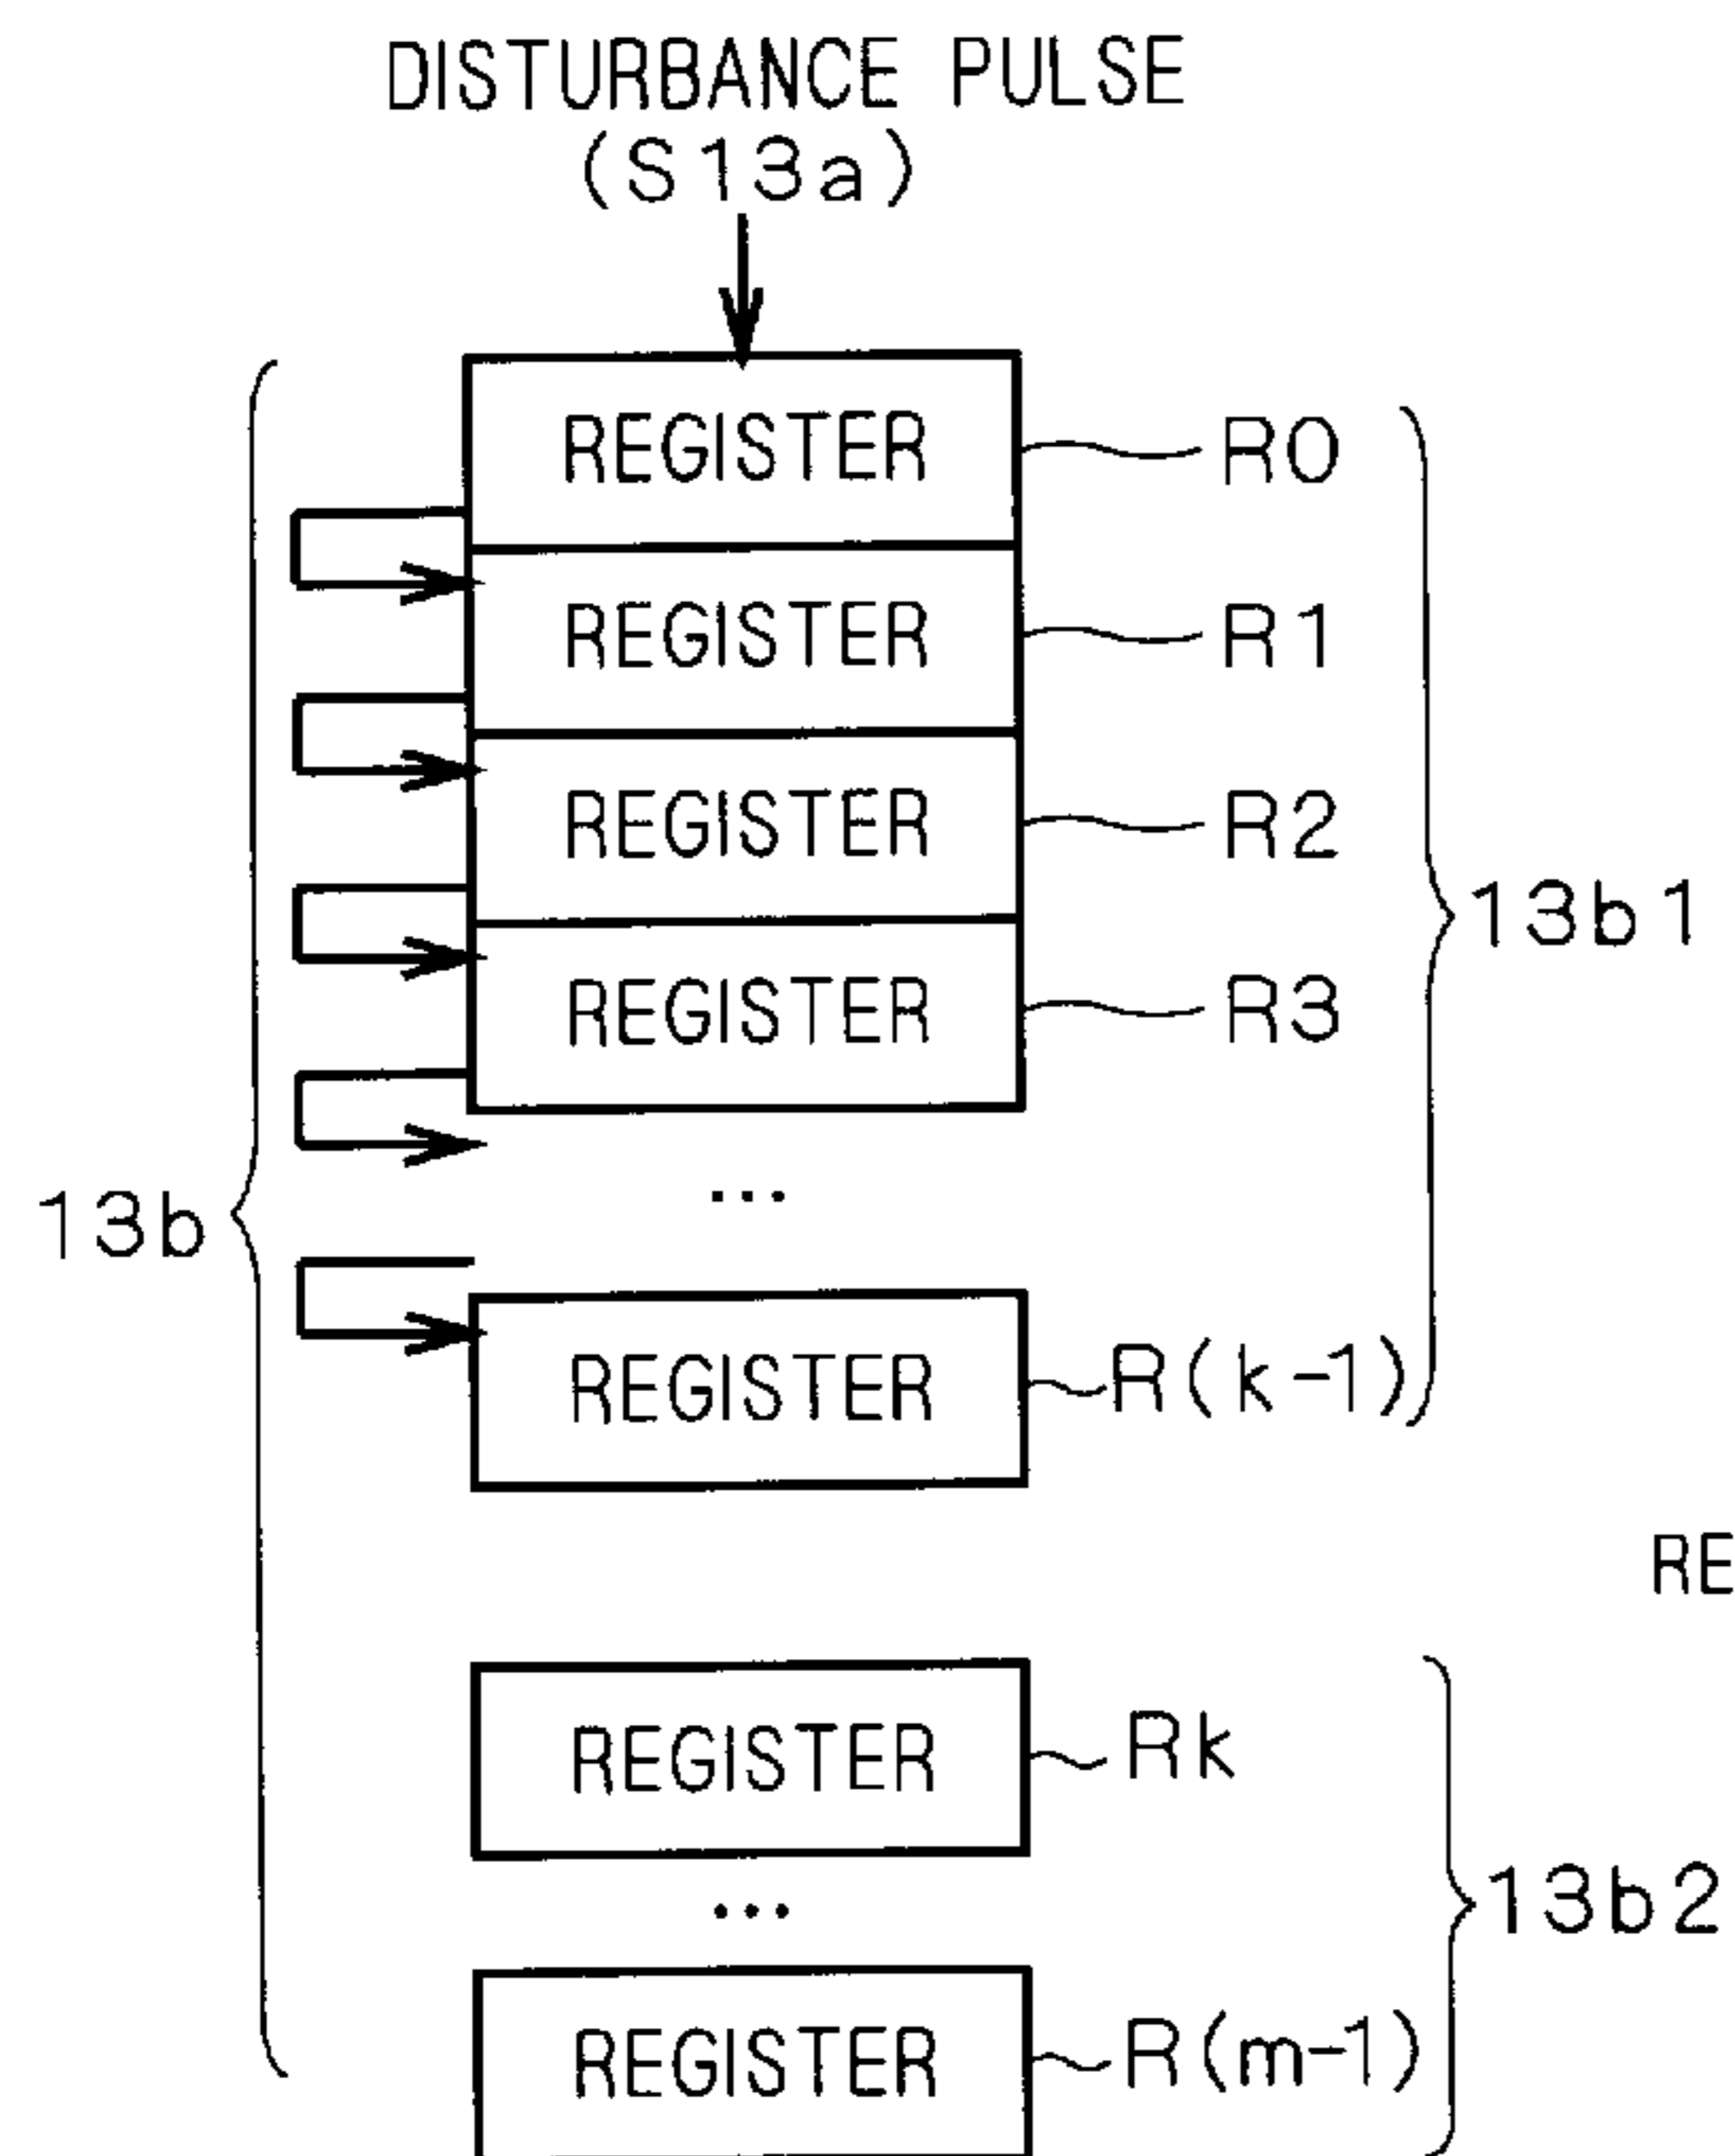 DISTURBANCE PULSE
(S13a)
REGISTER R0
REGISTER R1
REGISTER R2
13b1
REGISTER R3
13b
...
REGISTER R(k-1)
RE
REGISTER Rk
13b2
...
REGISTER R(m-1)